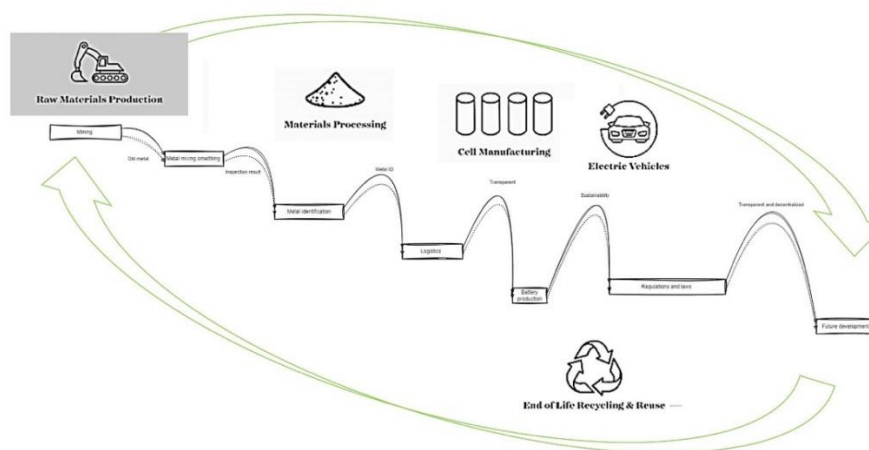 Raw Materials Production
Materials Processing
Cell Manufacturing
Electric Vehicles
Mining
Old metal
Metal mixing smelting
Inspection result
Metal identification
Metal ID
Logistics
Transparent
Battery
production
Sustainability
Regulations and laws
Transparent and decentralized
Future development
End of Life Recycling & Reuse